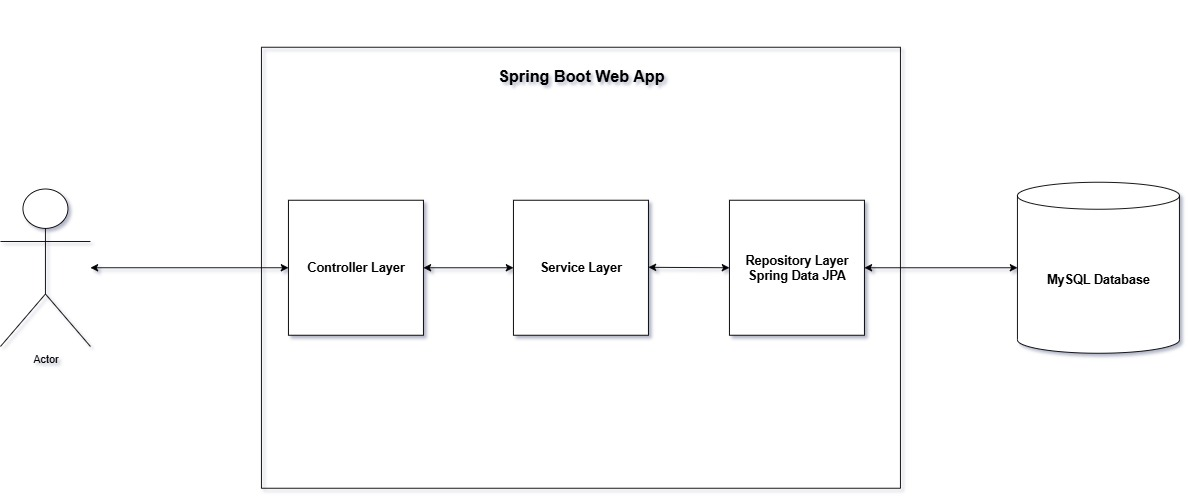 Spring Boot Web App
Controller Layer
Service Layer
Repository Layer
Spring Data JPA
MySQL Database
Actor